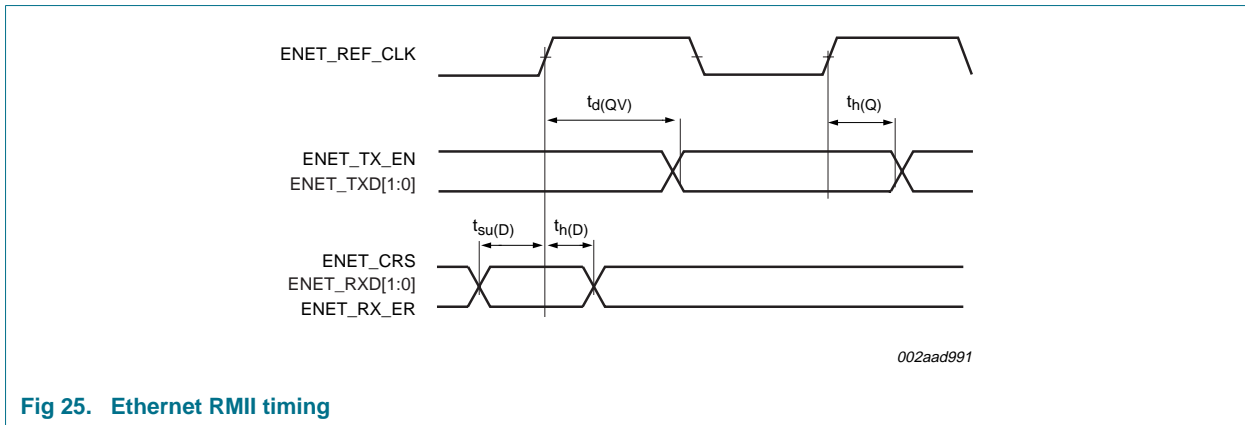 ENET_REF_CLK
td(QV)
th(Q)
ENET_TX_EN
ENET_TXD[1:0]
tsu(D)
th(D)
ENET_CRS
ENET_RXD[1:0]
ENET_RX_ER
002aad991
Fig 25. Ethernet RMII timing